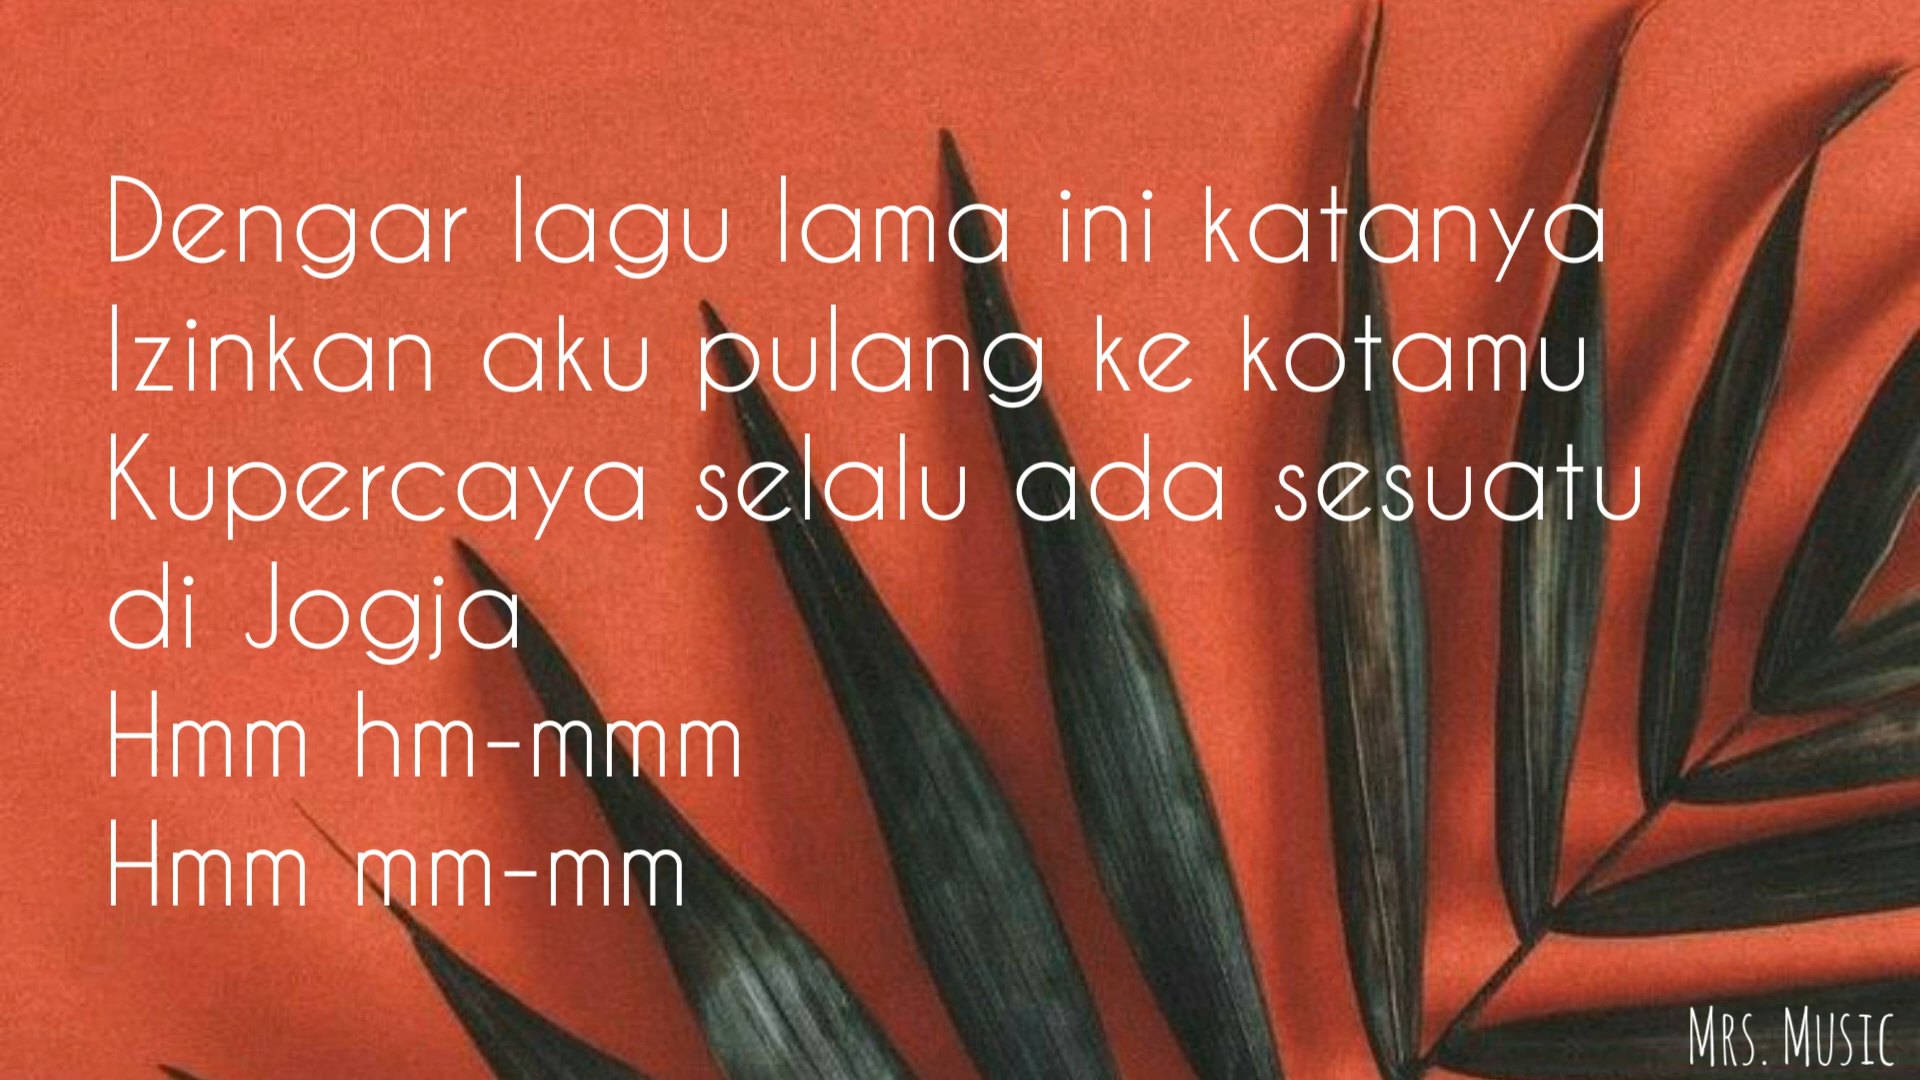 Dengar lagu lama ini katanya
Izinkan aku pulang ke kotamu
Kupercaya selalu ada sesuatu
di Jogja
Hmm hm-mmm
Hmm mm-mm
MRS. MUSIC